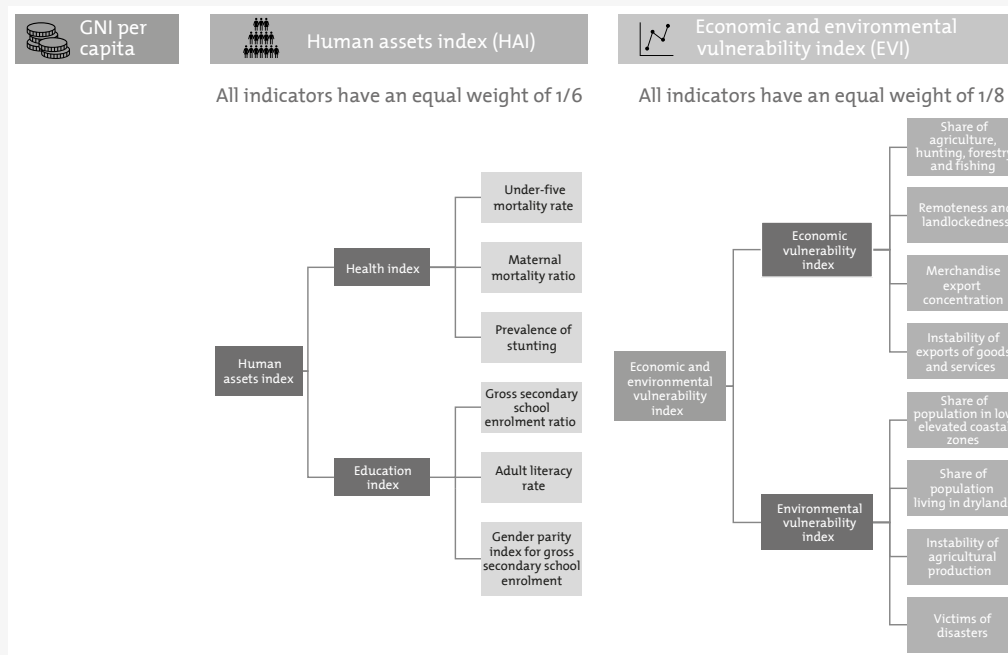 GNI per
capita
Human assets index (HAI)
Economic and environmental
vulnerability index (EVI)
All indicators have an equal weight of 1/6
All indicators have an equal weight of 1/8
Human
assets index
Health index
Under-five
mortality rate
Maternal
mortality ratio
Prevalence of
stunting
Education
index
Gross secondary
school
enrolment ratio
Adult literacy
rate
Gender parity
index for gross
secondary school
enrolment
Economic and
environmental
vulnerability
index
Economic
vulnerability
index
Share of
agriculture,
hunting, forestry
and fishing
Remoteness and
landlockedness
Merchandise
export
concentration
Instability of
exports of goods
and services
Environmental
vulnerability
index
Share of
population in low
elevated coastal
zones
Share of
population
living in drylands
Instability of
agricultural
production
Victims of
disasters